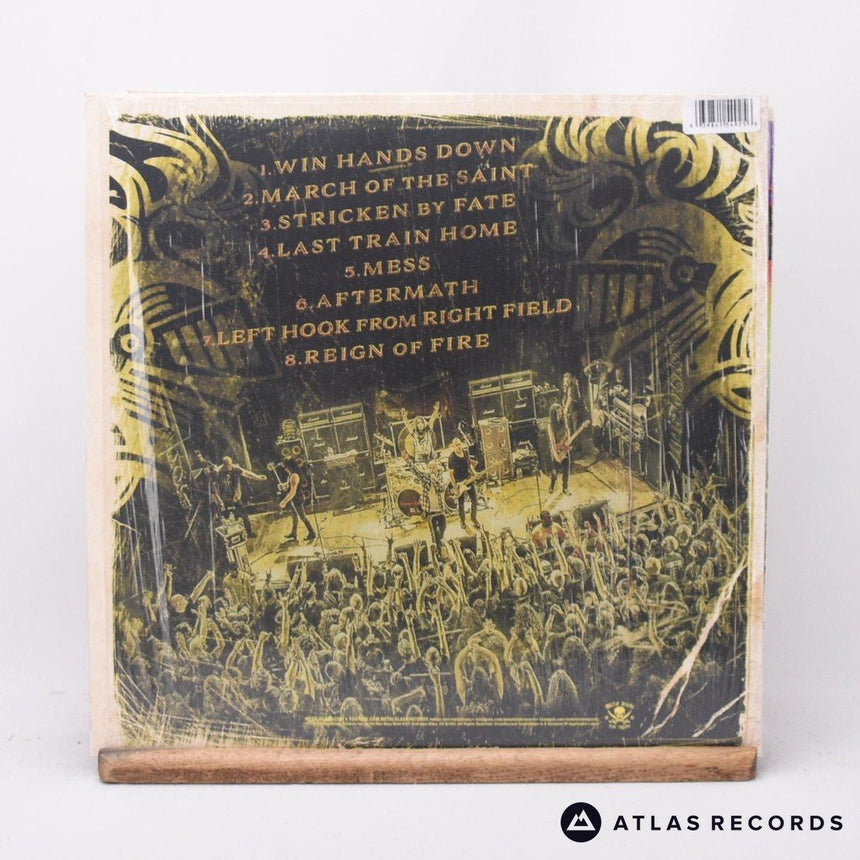 1.WIN HANDS DOWN
2.MARCH OF THE SAINT
3.STRICKEN BY FATE
4.LAST TRAIN HOME
5.MESS
6.AFTERMATH
7.LEFT HOOK FROM RIGHT FIELD
8.REIGN OF FIRE
ATLAS RECORDS